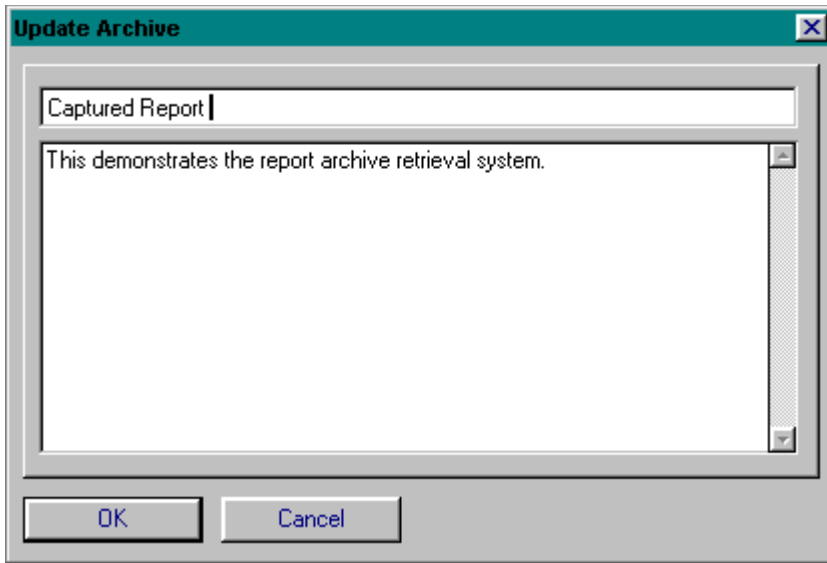 Update Archive
Captured Report
This demonstrates the report archive retrieval system.
OK
Cancel